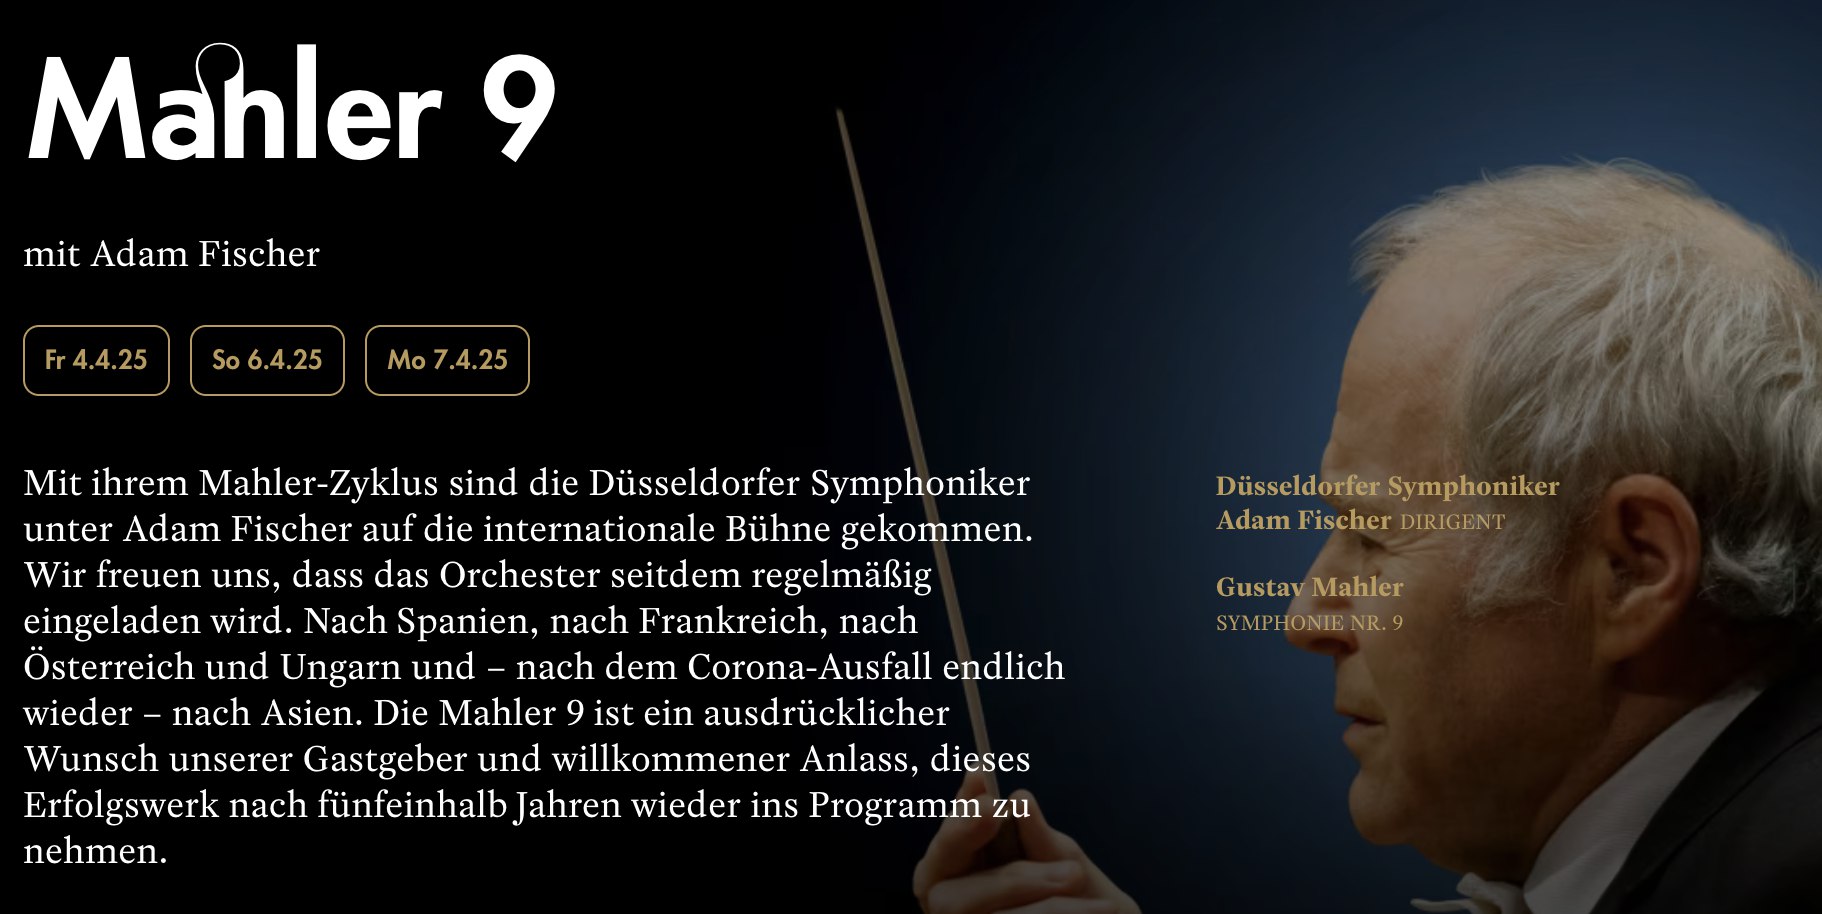 Mahler 9
mit Adam Fischer
Fr 4.4.25
So 6.4.25
Mo 7.4.25
Mit ihrem Mahler-Zyklus sind die Düsseldorfer Symphoniker
unter Adam Fischer auf die internationale Bühne gekommen.
Wir freuen uns, dass das Orchester seitdem regelmäßig
eingeladen wird. Nach Spanien, nach Frankreich, nach
Österreich und Ungarn und – nach dem Corona-Ausfall endlich
wieder – nach Asien. Die Mahler 9 ist ein ausdrücklicher
Wunsch unserer Gastgeber und willkommener Anlass, dieses
Erfolgswerk nach fünfeinhalb Jahren wieder ins Programm zu
nehmen.
Düsseldorfer Symphoniker
Adam Fischer DIRIGENT
Gustav Mahler
SYMPHONIE NR. 9